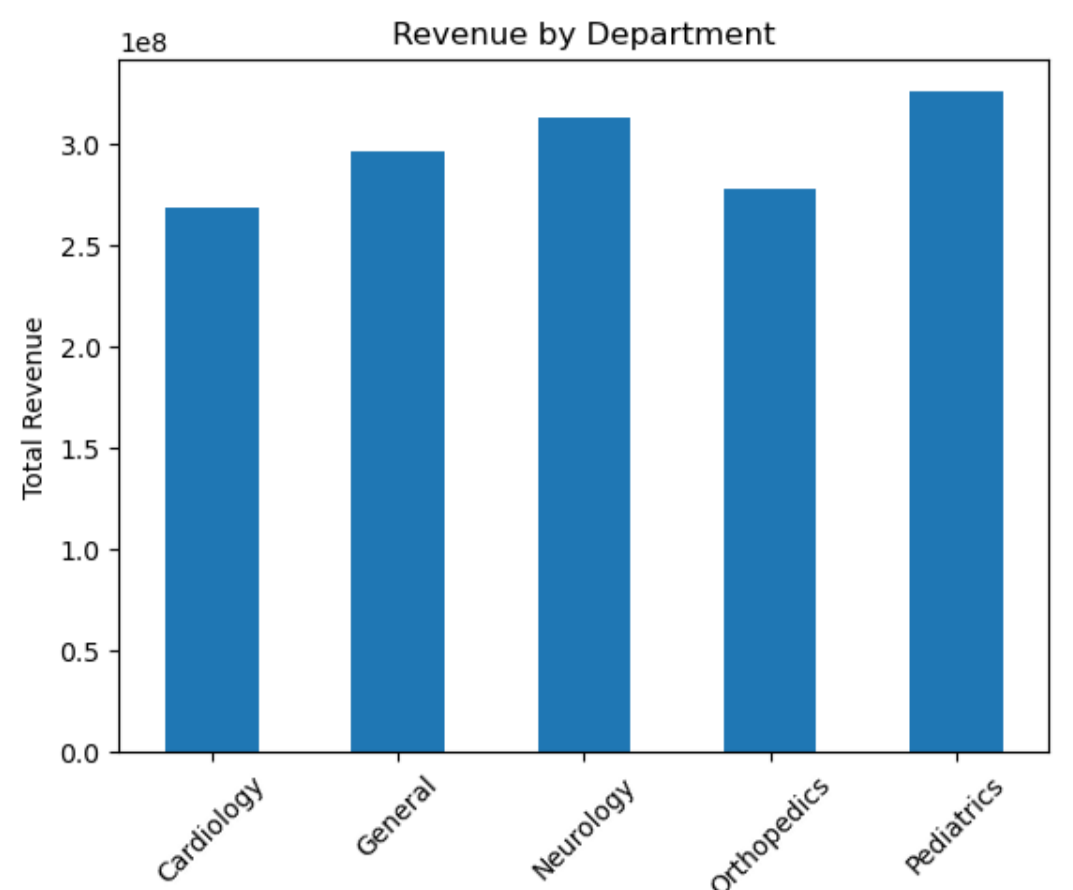 Revenue by Department
1e8
3.0
2.5
2.0
1.5
1.0
0.5
0.0
Total Revenue
Cardiology
General
Neurology
Orthopedics
Pediatrics